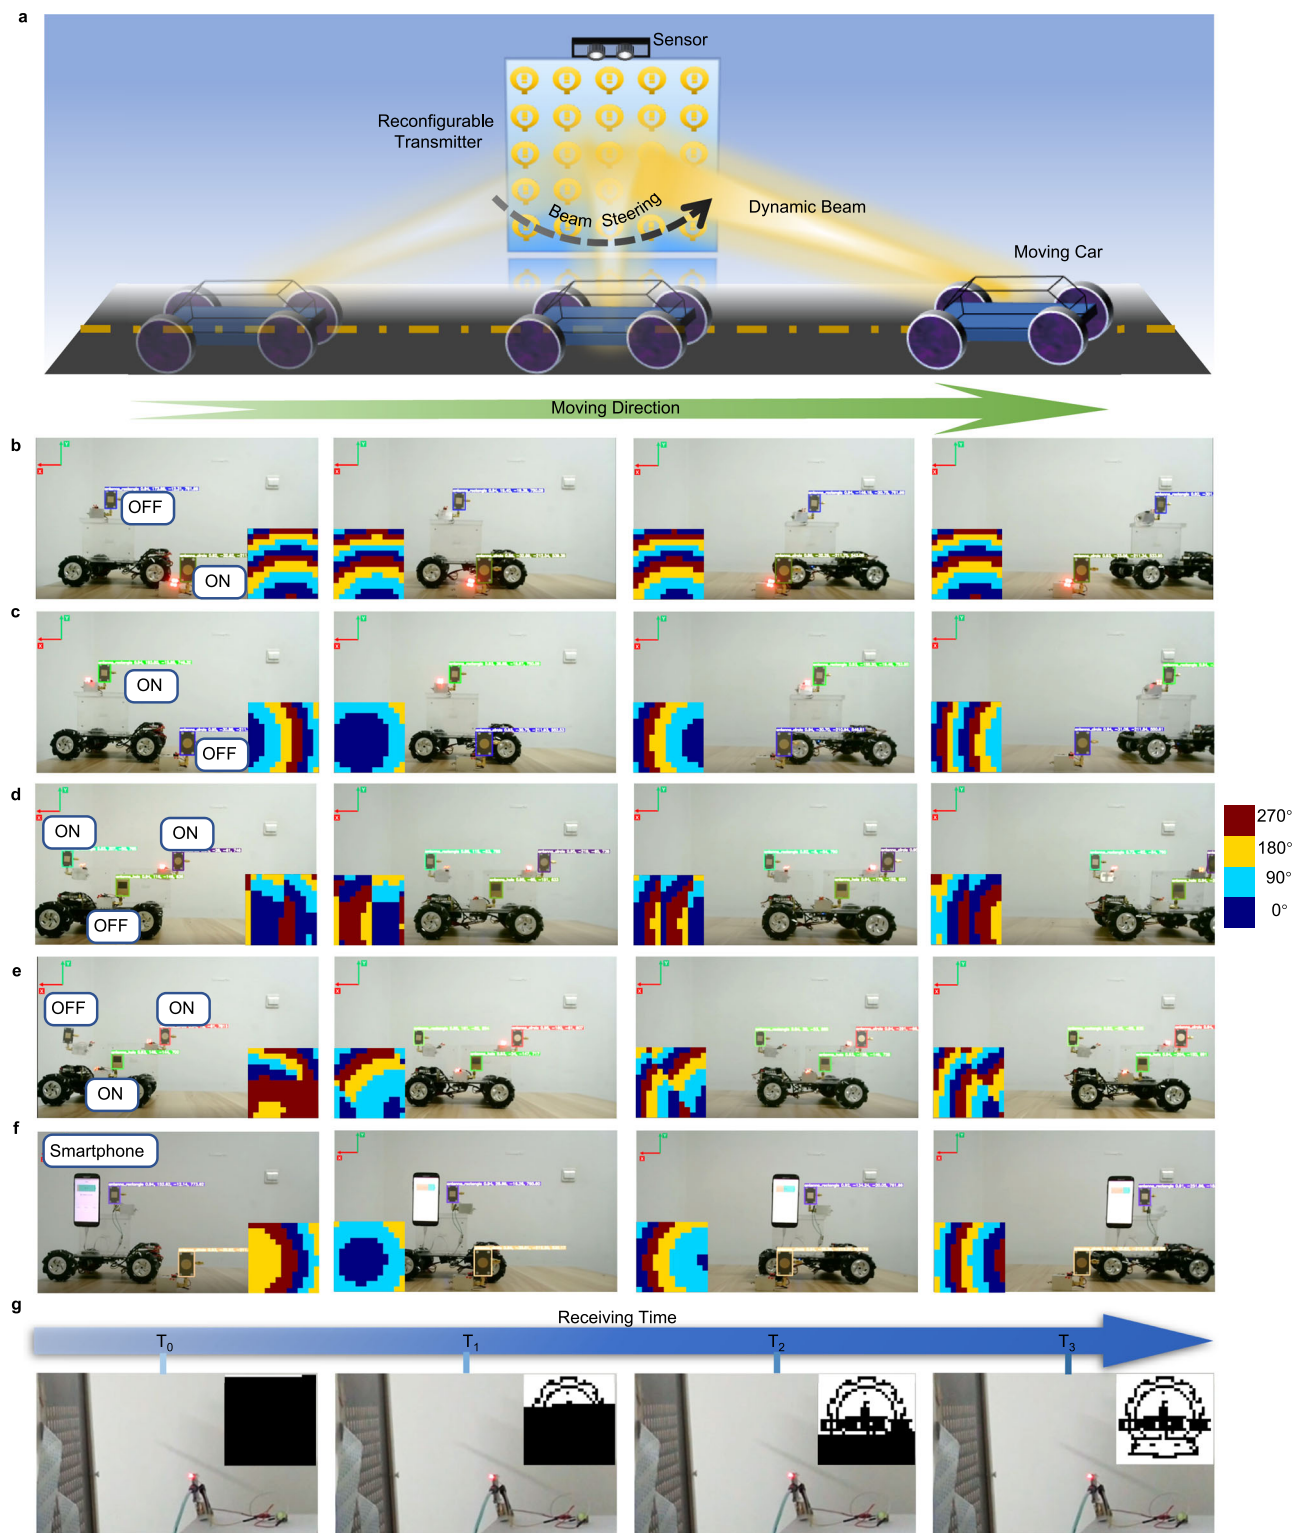 a
Sensor
Reconfigurable
Transmitter
Beam Steering
Dynamic Beam
Moving Car
Moving Direction
b
Y
X
Y
X
Y
X
Y
X
OFF
ON
c
Y
X
Y
X
Y
X
Y
X
ON
OFF
d
Y
X
Y
X
Y
X
Y
X
ON
ON
OFF
270°
180°
90°
0°
e
Y
X
Y
X
Y
X
Y
X
OFF
ON
ON
f
Smartphone
Y
X
Y
X
Y
X
g
Receiving Time
T0
T1
T2
T3